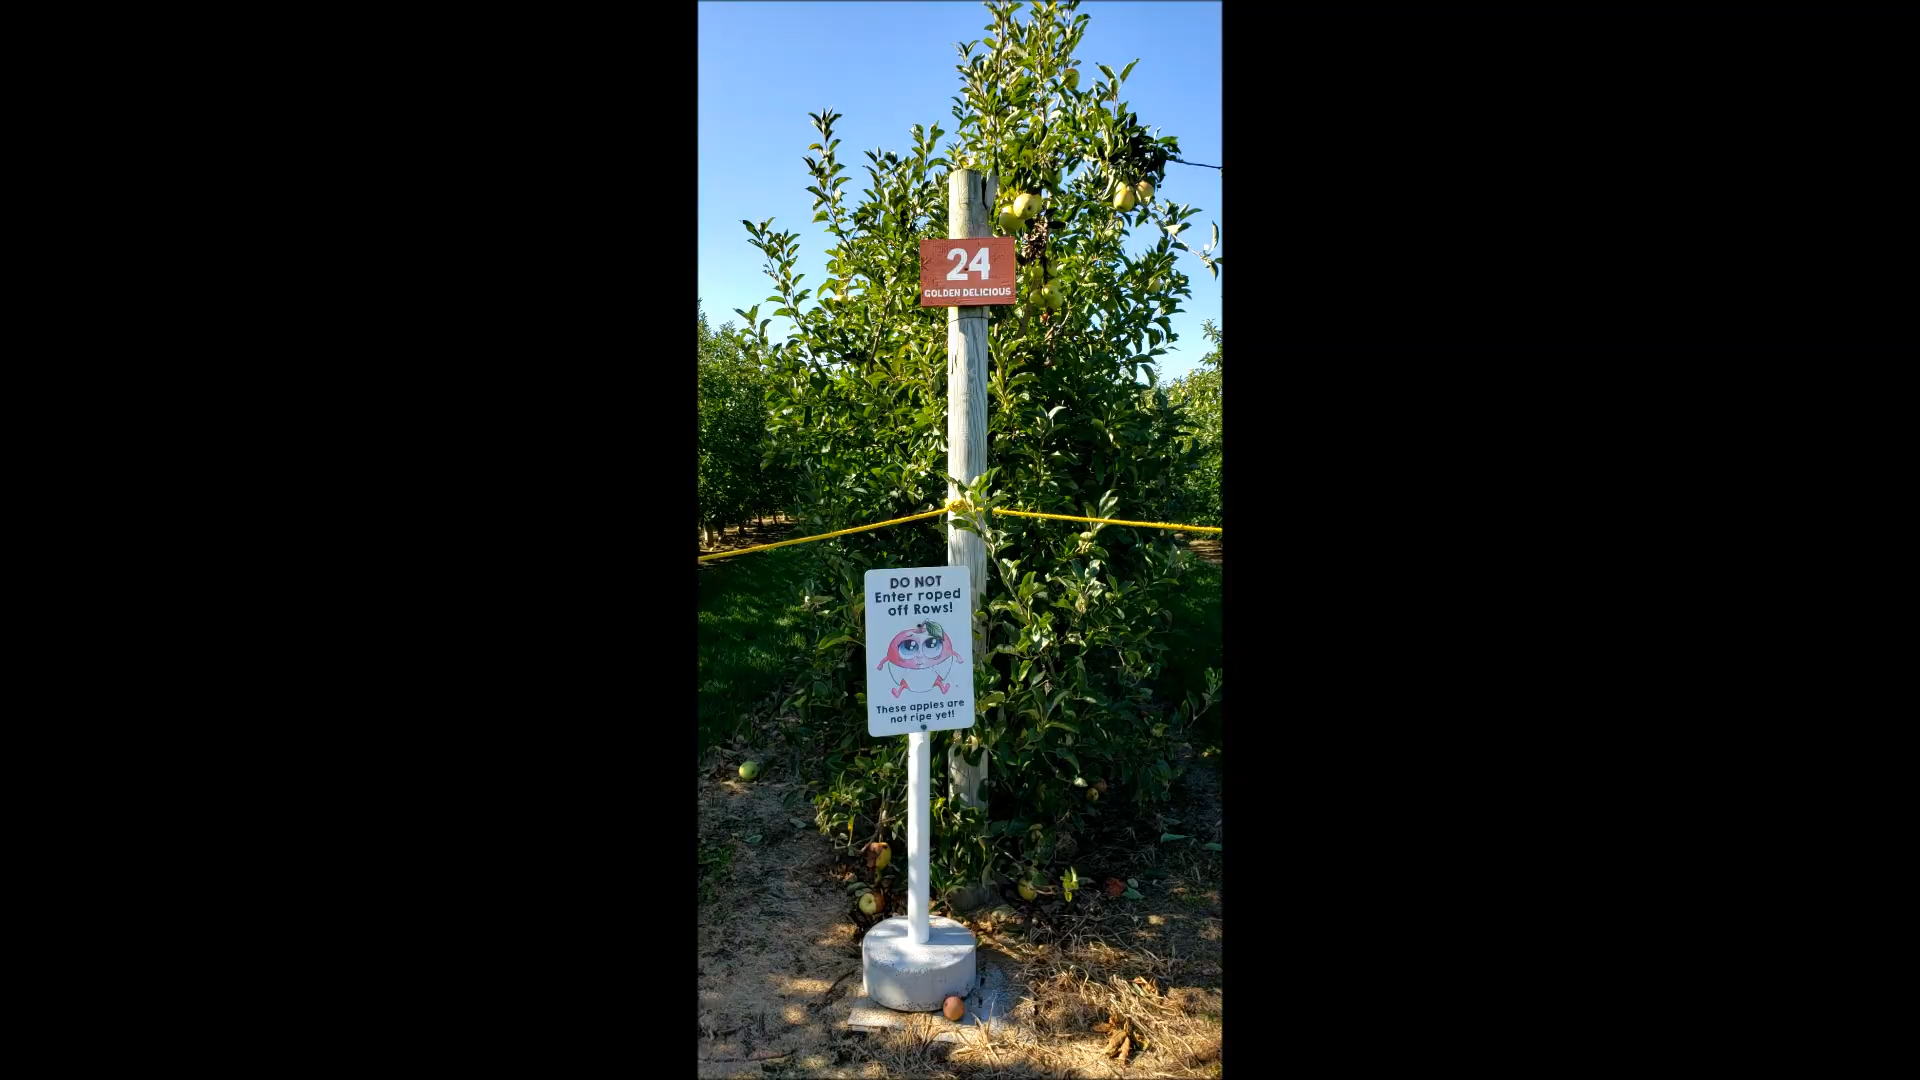 24
GOLDEN DELICIOUS
DO NOT
Enter roped
off Rows!
These apples are
not ripe yet!